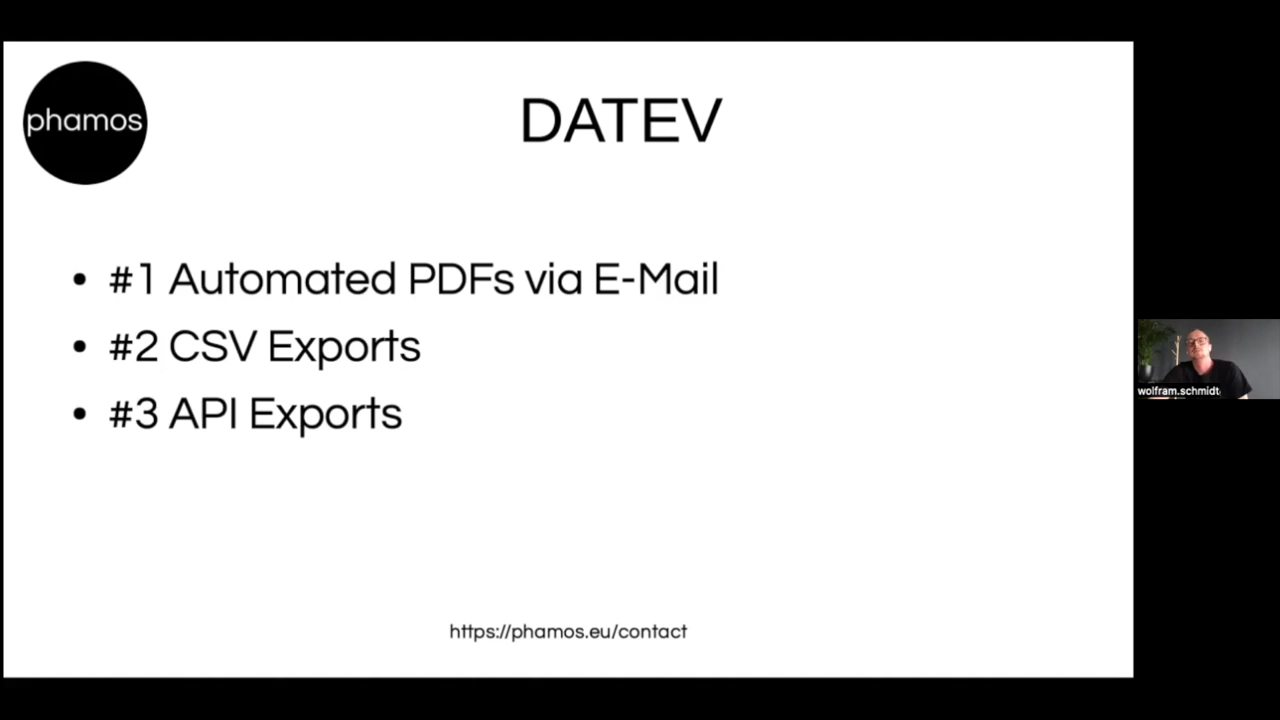 phamos
DATEV
• #1 Automated PDFs via E-Mail
• #2 CSV Exports
• #3 API Exports
https://phamos.eu/contact
wolfram.schmidt